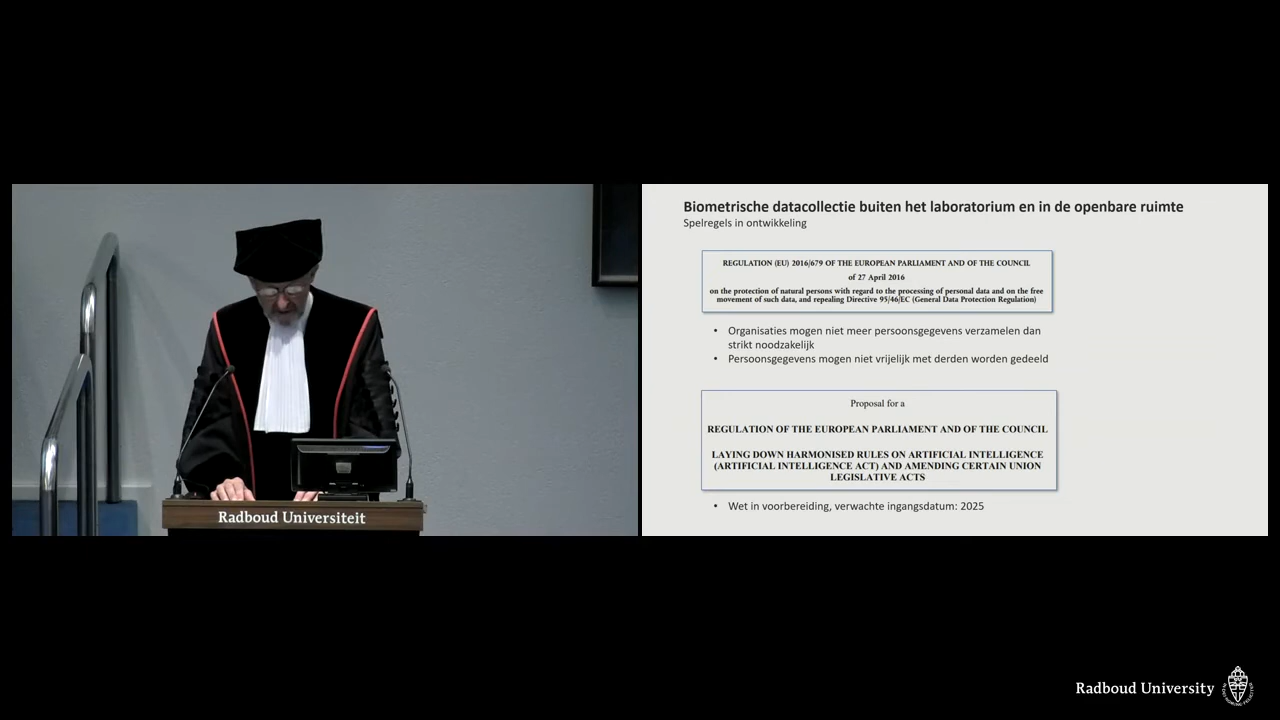 Biometrische datacollectie buiten het laboratorium en in de openbare ruimte
Spelregels in ontwikkeling
REGULATION (EU) 2016/679 OF THE EUROPEAN PARLIAMENT AND OF THE COUNCIL
of 27 April 2016
on the protection of natural persons with regard to the processing of personal data and on the free
movement of such data, and repealing Directive 95/46/EC (General Data Protection Regulation)
• Organisaties mogen niet meer persoonsgegevens verzamelen dan
strikt noodzakelijk
• Persoonsgegevens mogen niet vrijelijk met derden worden gedeeld
Proposal for a
REGULATION OF THE EUROPEAN PARLIAMENT AND OF THE COUNCIL
LAYING DOWN HARMONISED RULES ON ARTIFICIAL INTELLIGENCE
(ARTIFICIAL INTELLIGENCE ACT) AND AMENDING CERTAIN UNION
LEGISLATIVE ACTS
• Wet in voorbereiding, verwachte ingangsdatum: 2025
Radboud Universiteit
Radboud University